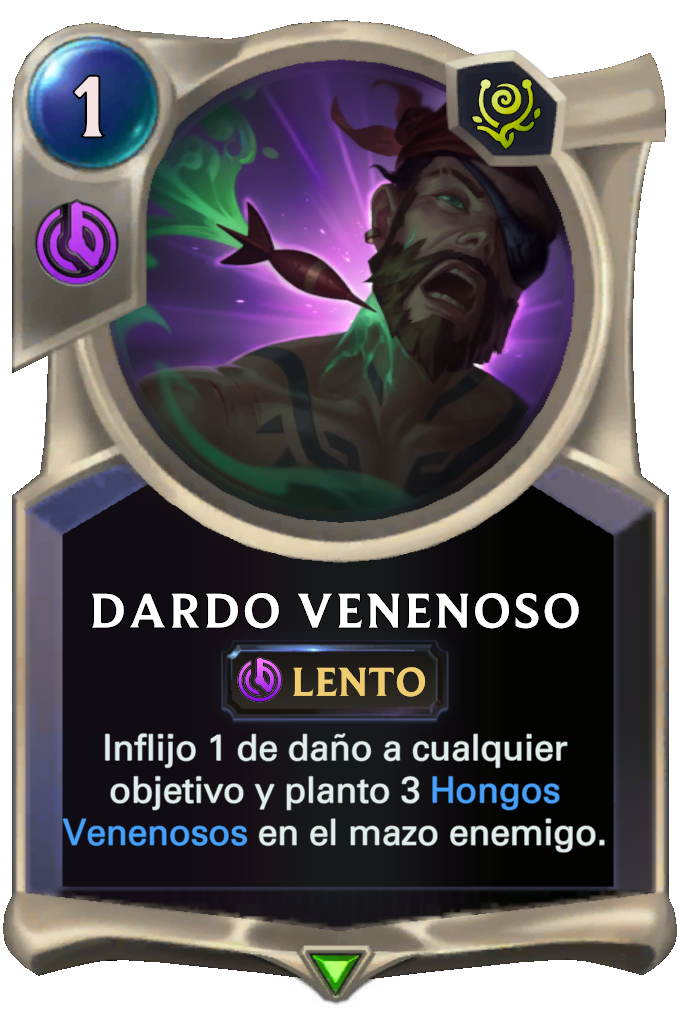 1
DARDO VENENOSO
LENTO
Inflijo 1 de daño a cualquier
objetivo y planto 3 Hongos
Venenosos en el mazo enemigo.